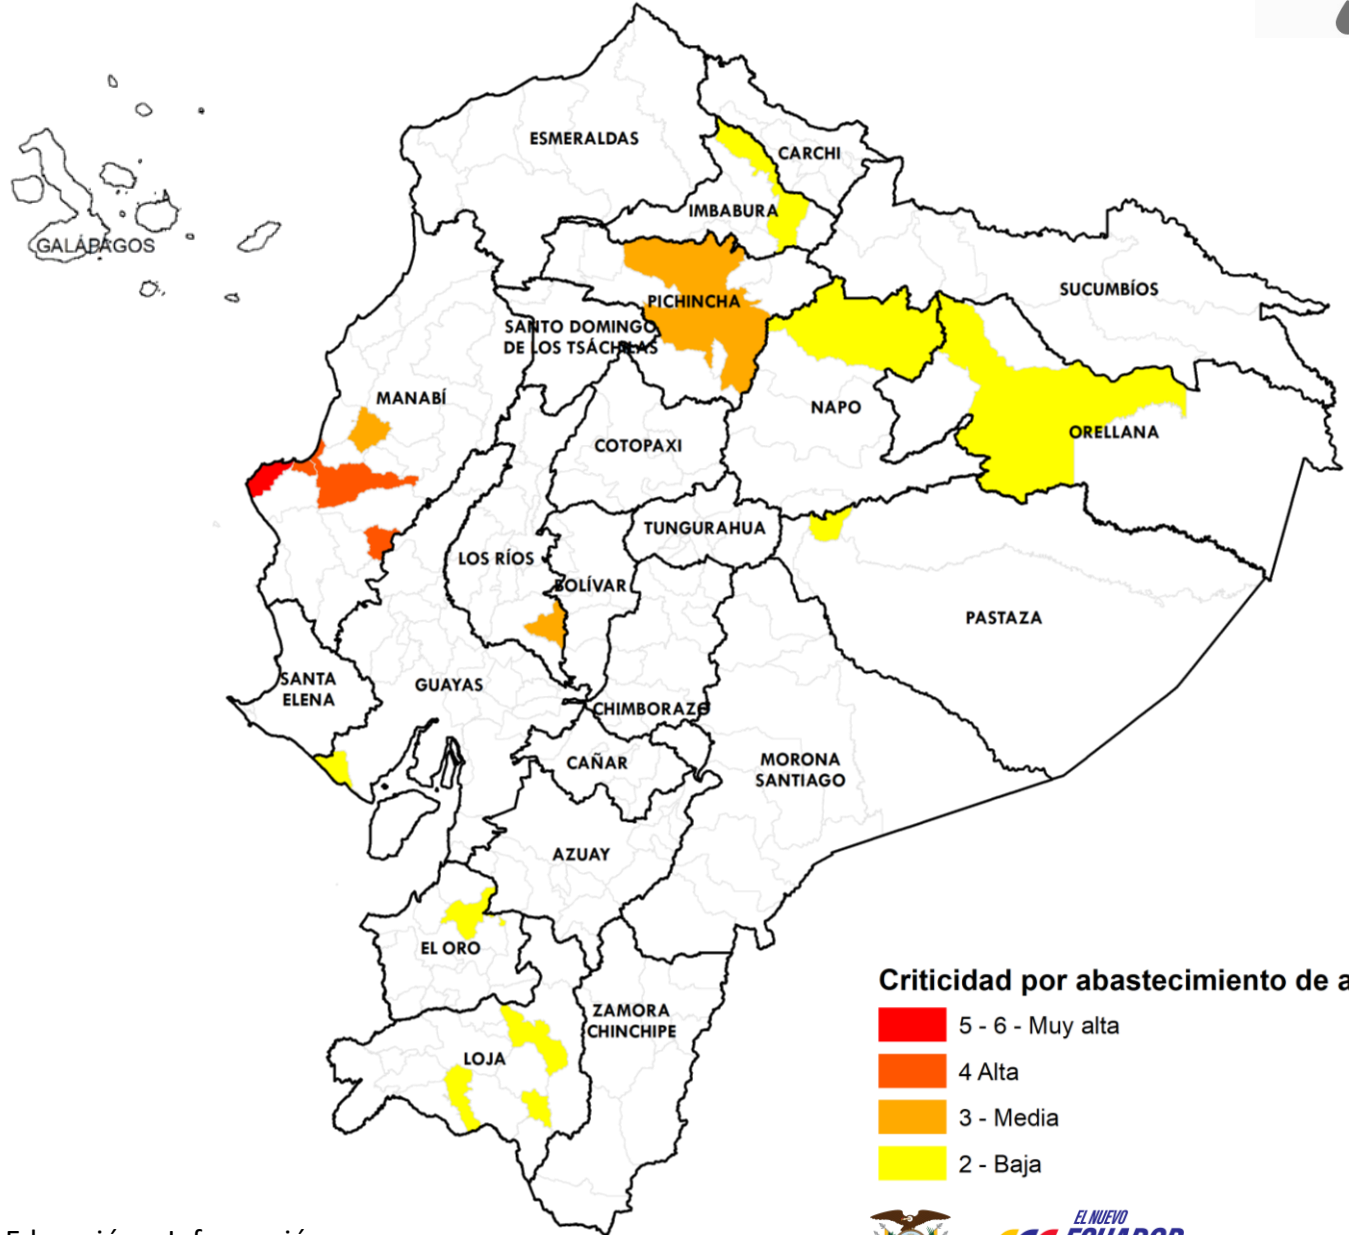 ESMERALDAS
CARCHI
IMBABURA
GALÁPAGOS
SUCUMBÍOS
PICHINCHA
SANTO DOMINGO
DE LOS TSÁCHILAS
MANABÍ
NAPO
ORELLANA
COTOPAXI
TUNGURAHUA
LOS RÍOS
BOLÍVAR
PASTAZA
SANTA
ELENA
GUAYAS
CHIMBORAZO
CAÑAR
MORONA
SANTIAGO
AZUAY
EL ORO
ZAMORA
CHINCHIPE
LOJA
Criticidad por abastecimiento de a
5 - 6 - Muy alta
4 Alta
3 - Media
2 - Baja
EL NUEVO
ECUADOR